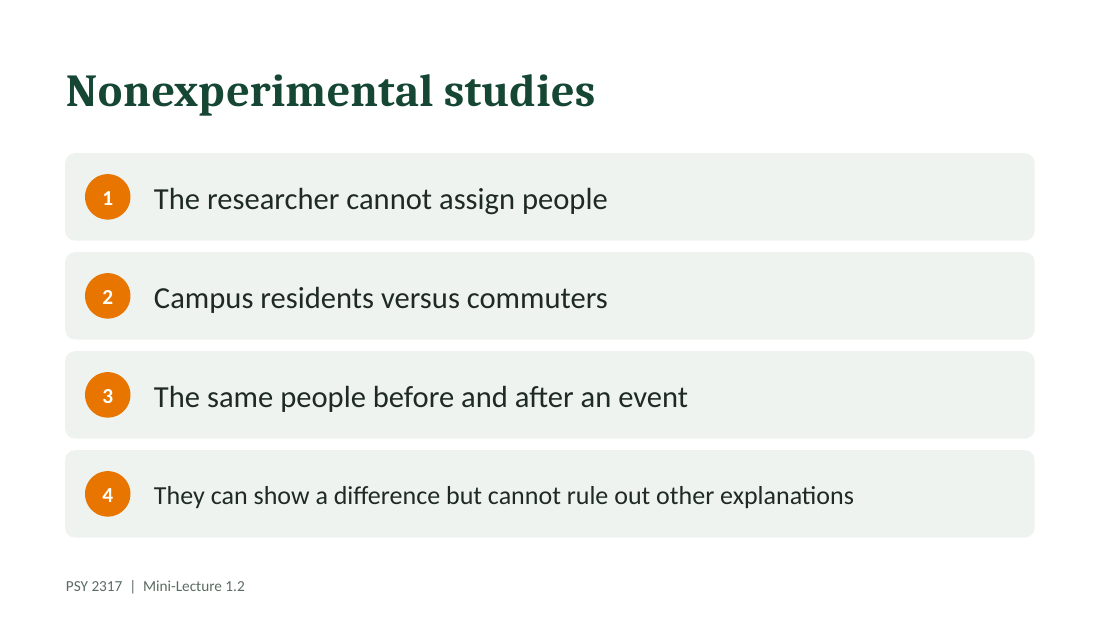 Nonexperimental studies
1 The researcher cannot assign people
2 Campus residents versus commuters
3 The same people before and after an event
4 They can show a difference but cannot rule out other explanations
PSY 2317 | Mini-Lecture 1.2